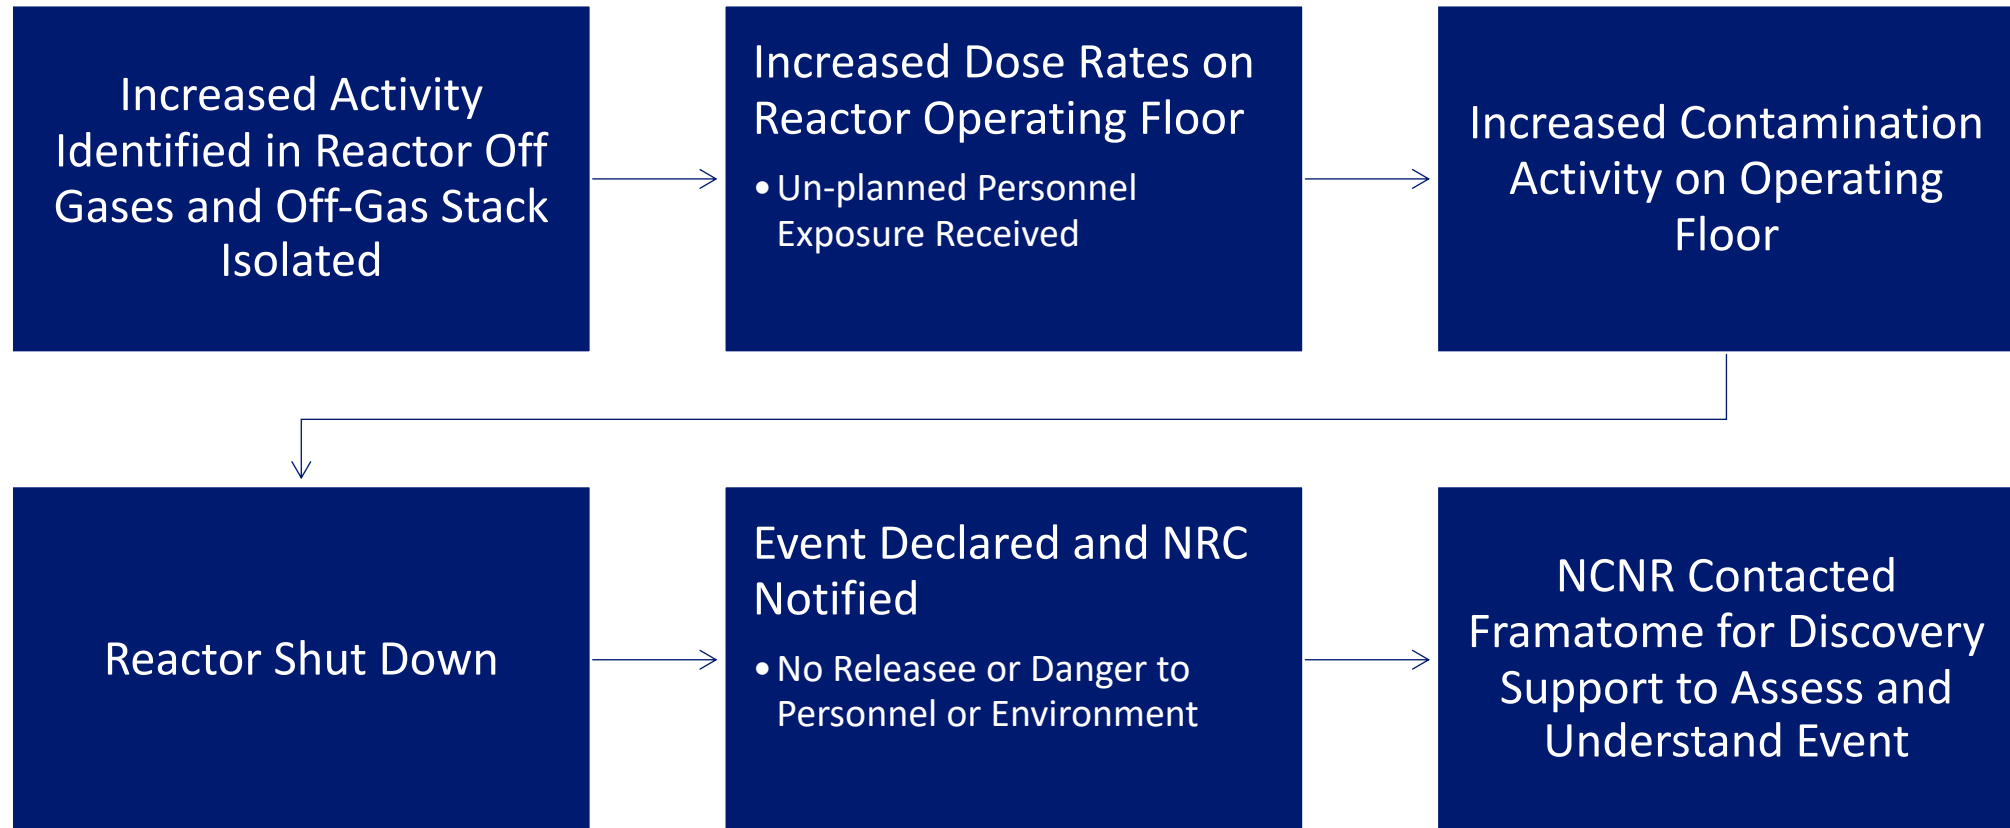 Increased Activity
Identified in Reactor Off
Gases and Off-Gas Stack
Isolated
Increased Dose Rates on
Reactor Operating Floor
• Un-planned Personnel
Exposure Received
Increased Contamination
Activity on Operating
Floor
Reactor Shut Down
Event Declared and NRC
Notified
• No Releasee or Danger to
Personnel or Environment
NCNR Contacted
Framatome for Discovery
Support to Assess and
Understand Event